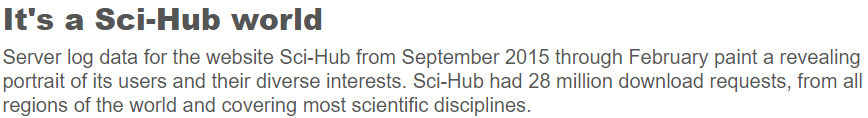 It's a Sci-Hub world
Server log data for the website Sci-Hub from September 2015 through February paint a revealing
portrait of its users and their diverse interests. Sci-Hub had 28 million download requests, from all
regions of the world and covering most scientific disciplines.